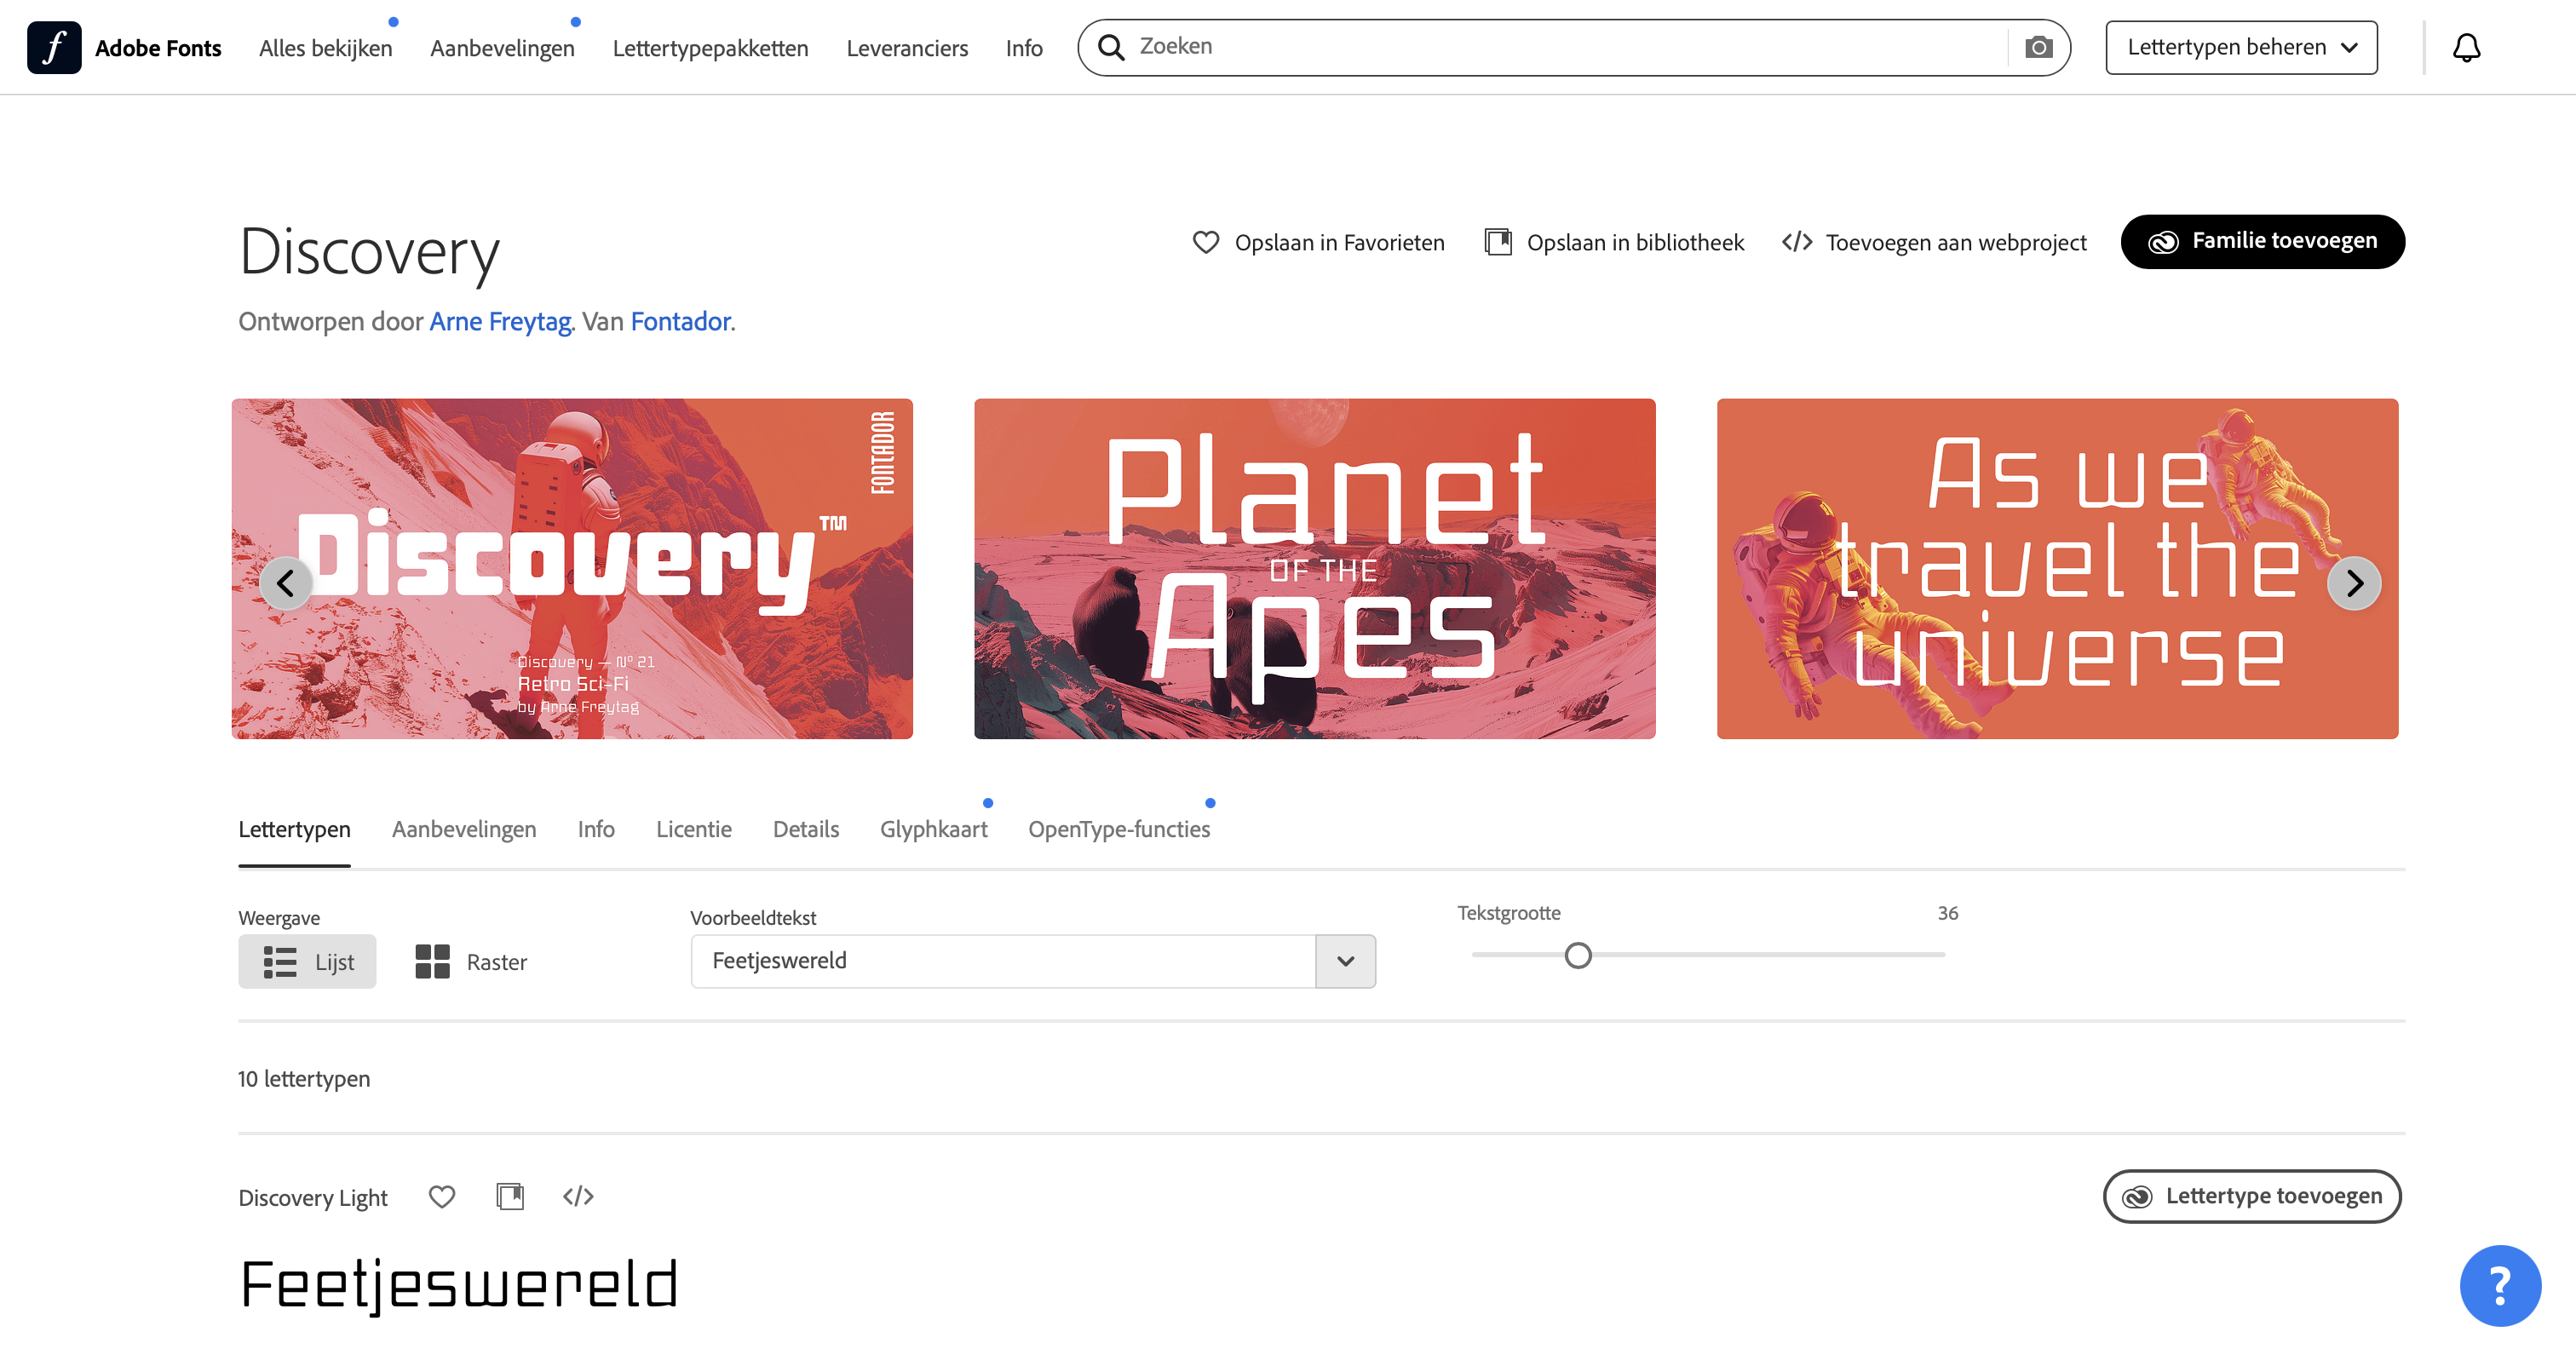 Adobe Fonts
Alles bekijken
Aanbevelingen
Lettertypepakketten
Leveranciers
Info
Zoeken
Lettertypen beheren
Discovery
Opslaan in Favorieten
Opslaan in bibliotheek
Toevoegen aan webproject
Familie toevoegen
Ontworpen door Arne Freytag. Van Fontador.
FONTADOR
Discovery™
Discovery — Nº 21
Retro Sci-Fi
by Arne Freytag
Planet
OF THE
Apes
As we
travel the
universe
Lettertypen
Aanbevelingen
Info
Licentie
Details
Glyphkaart
OpenType-functies
Weergave
Lijst
Raster
Voorbeeldtekst
Feetjeswereld
Tekstgrootte
36
10 lettertypen
Discovery Light
Lettertype toevoegen
Feetjeswereld
?